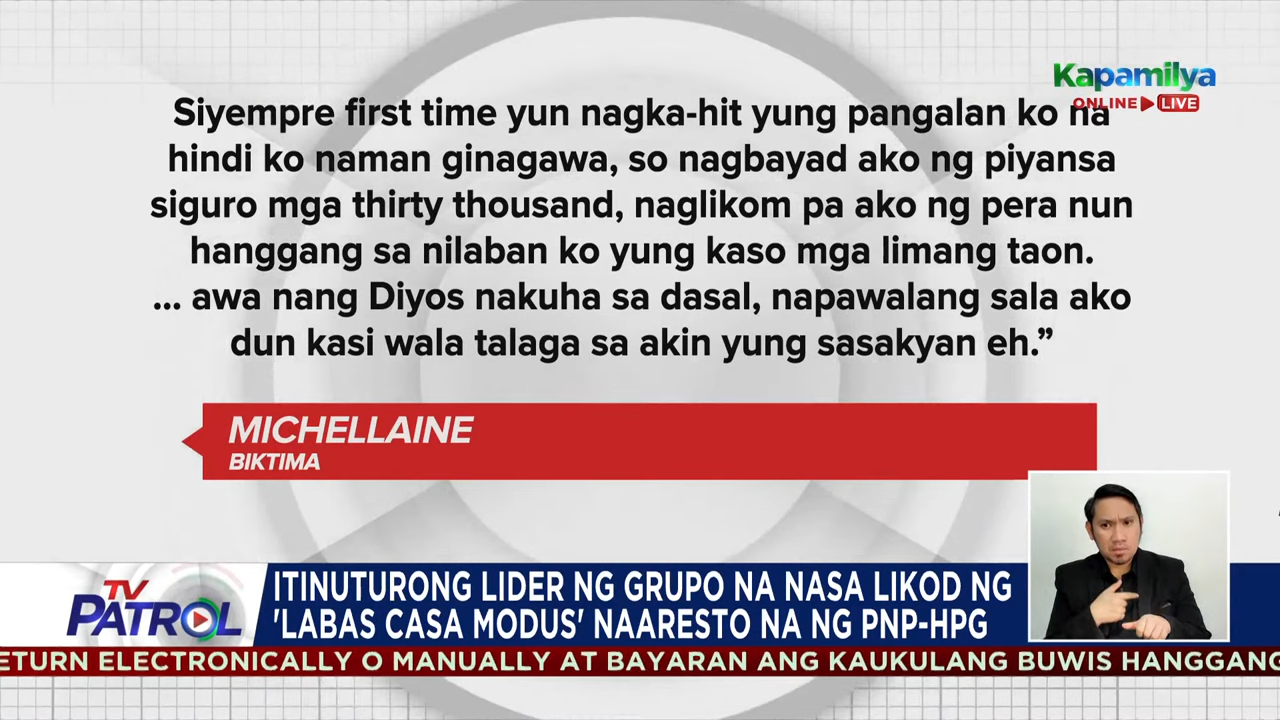 Kapamilya
ONLINE LIVE
Siyempre first time yun nagka-hit yung pangalan ko na
hindi ko naman ginagawa, so nagbayad ako ng piyansa
siguro mga thirty thousand, naglikom pa ako ng pera nun
hanggang sa nilaban ko yung kaso mga limang taon.
... awa nang Diyos nakuha sa dasal, napawalang sala ako
dun kasi wala talaga sa akin yung sasakyan eh.”
MICHELLAINE
BIKTIMA
TV PATROL
ITINUTURONG LIDER NG GRUPO NA NASA LIKOD NG
'LABAS CASA MODUS' NAARESTO NA NG PNP-HPG
ETURN ELECTRONICALLY O MANUALLY AT BAYARAN ANG KAUKULANG BUWIS HANGGANG